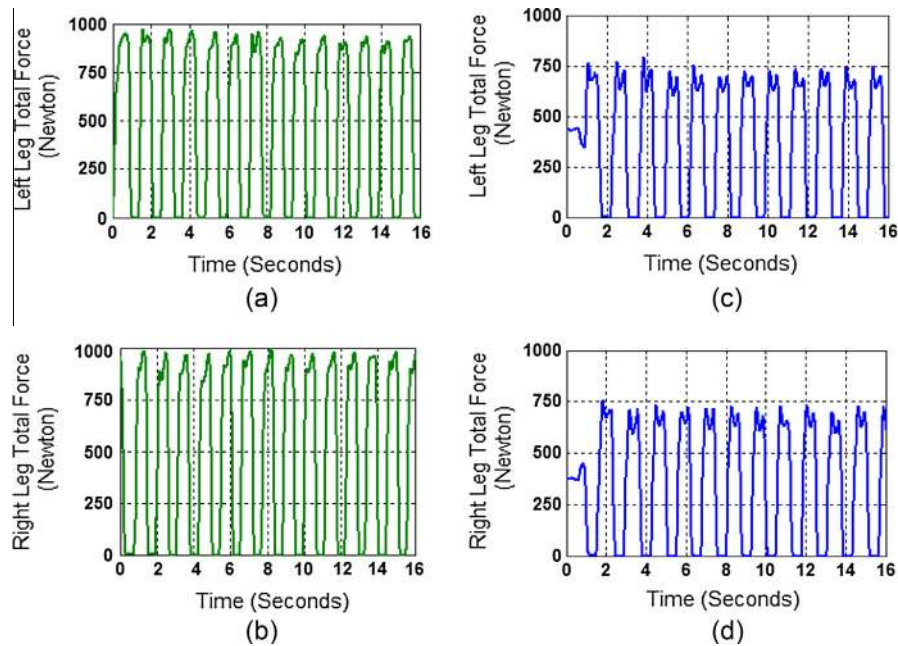 1000
750
500
250
0
Left Leg Total Force
(Newton)
0 2 4 6 8 10 12 14 16
Time (Seconds)
(a)
1000
750
500
250
0
Left Leg Total Force
(Newton)
0 2 4 6 8 10 12 14 16
Time (Seconds)
(c)
1000
750
500
250
0
Right Leg Total Force
(Newton)
0 2 4 6 8 10 12 14 16
Time (Seconds)
(b)
1000
750
500
250
0
Right Leg Total Force
(Newton)
0 2 4 6 8 10 12 14 16
Time (Seconds)
(d)